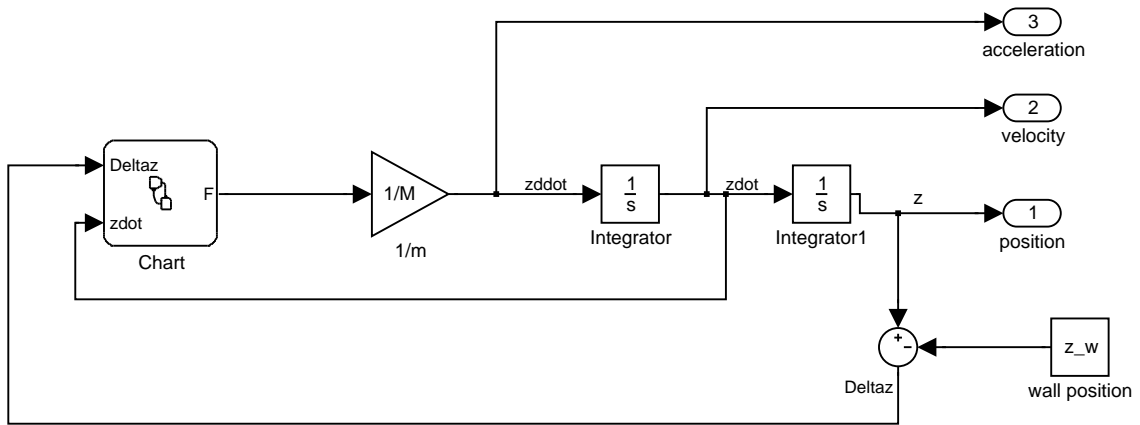 3
acceleration
2
velocity
Deltaz
F
zdot
Chart
1/M
1/m
zddot
1
s
Integrator
zdot
1
s
Integrator1
z
1
position
+
−
z_w
wall position
Deltaz